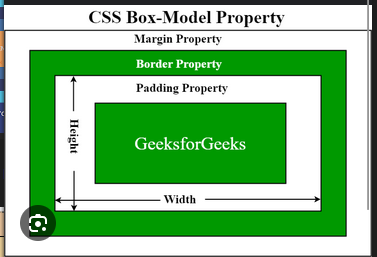 CSS Box-Model Property
Margin Property
Border Property
Padding Property
Height
GeeksforGeeks
Width